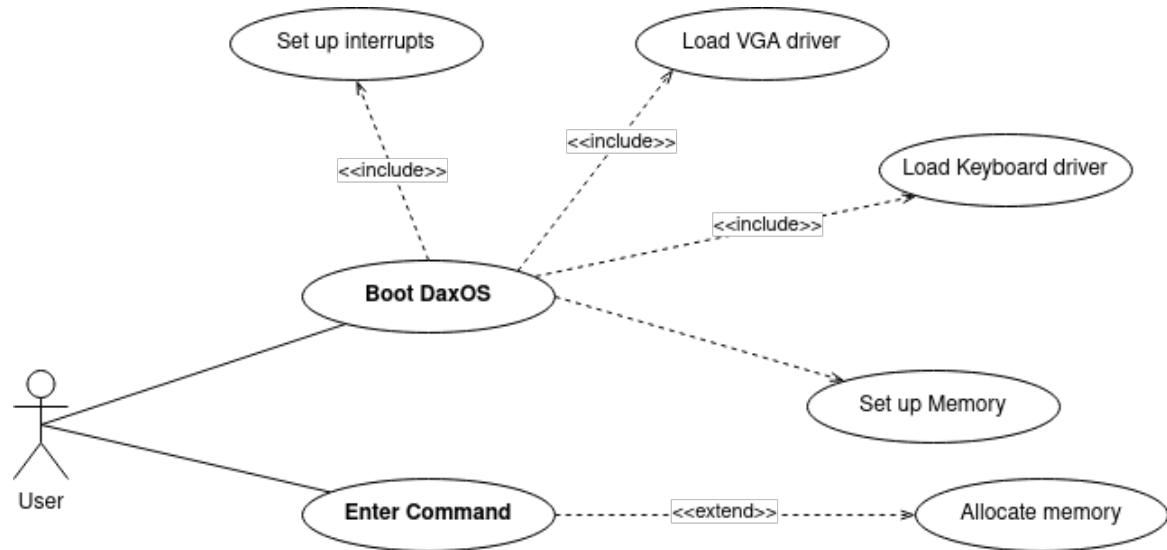 Set up interrupts
Load VGA driver
<<include>>
<<include>>
Load Keyboard driver
<<include>>
Boot DaxOS
Set up Memory
User
Enter Command
<<extend>>
Allocate memory